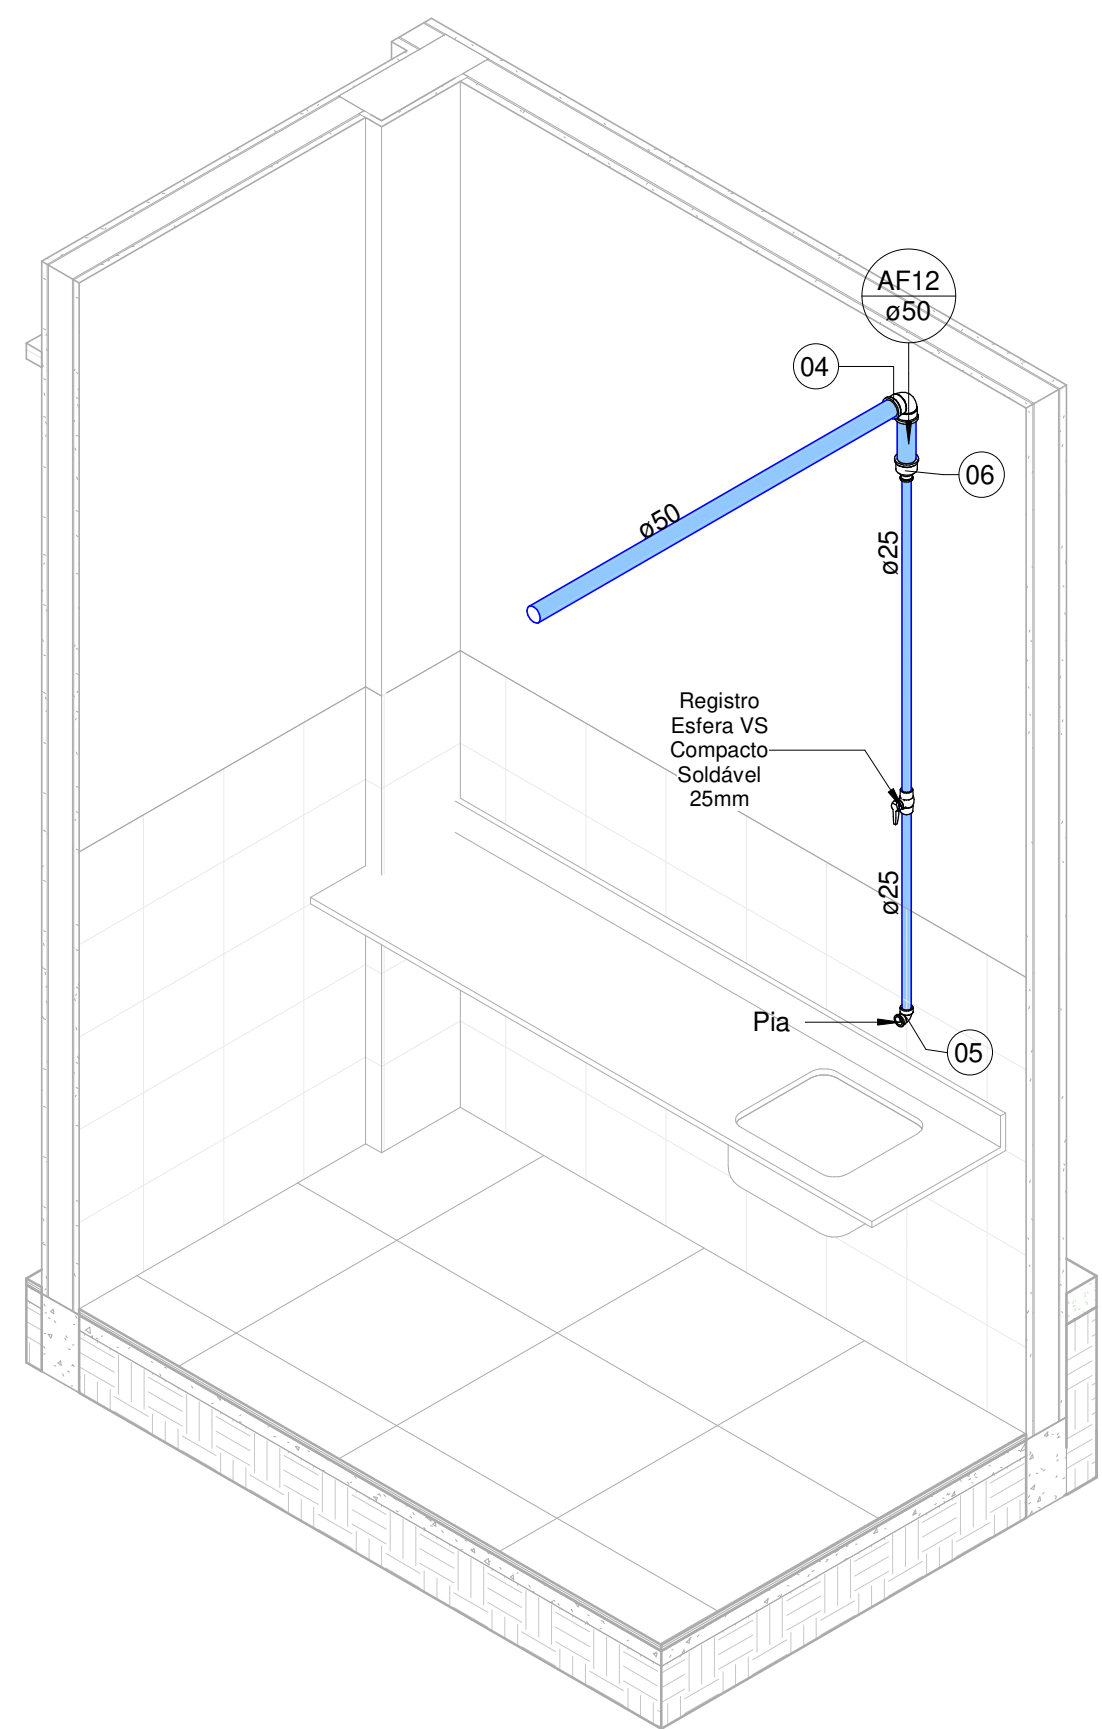 AF12
ø50
04
06
ø50
ø25
Registro
Esfera VS
Compacto
Soldável
25mm
ø25
Pia
05